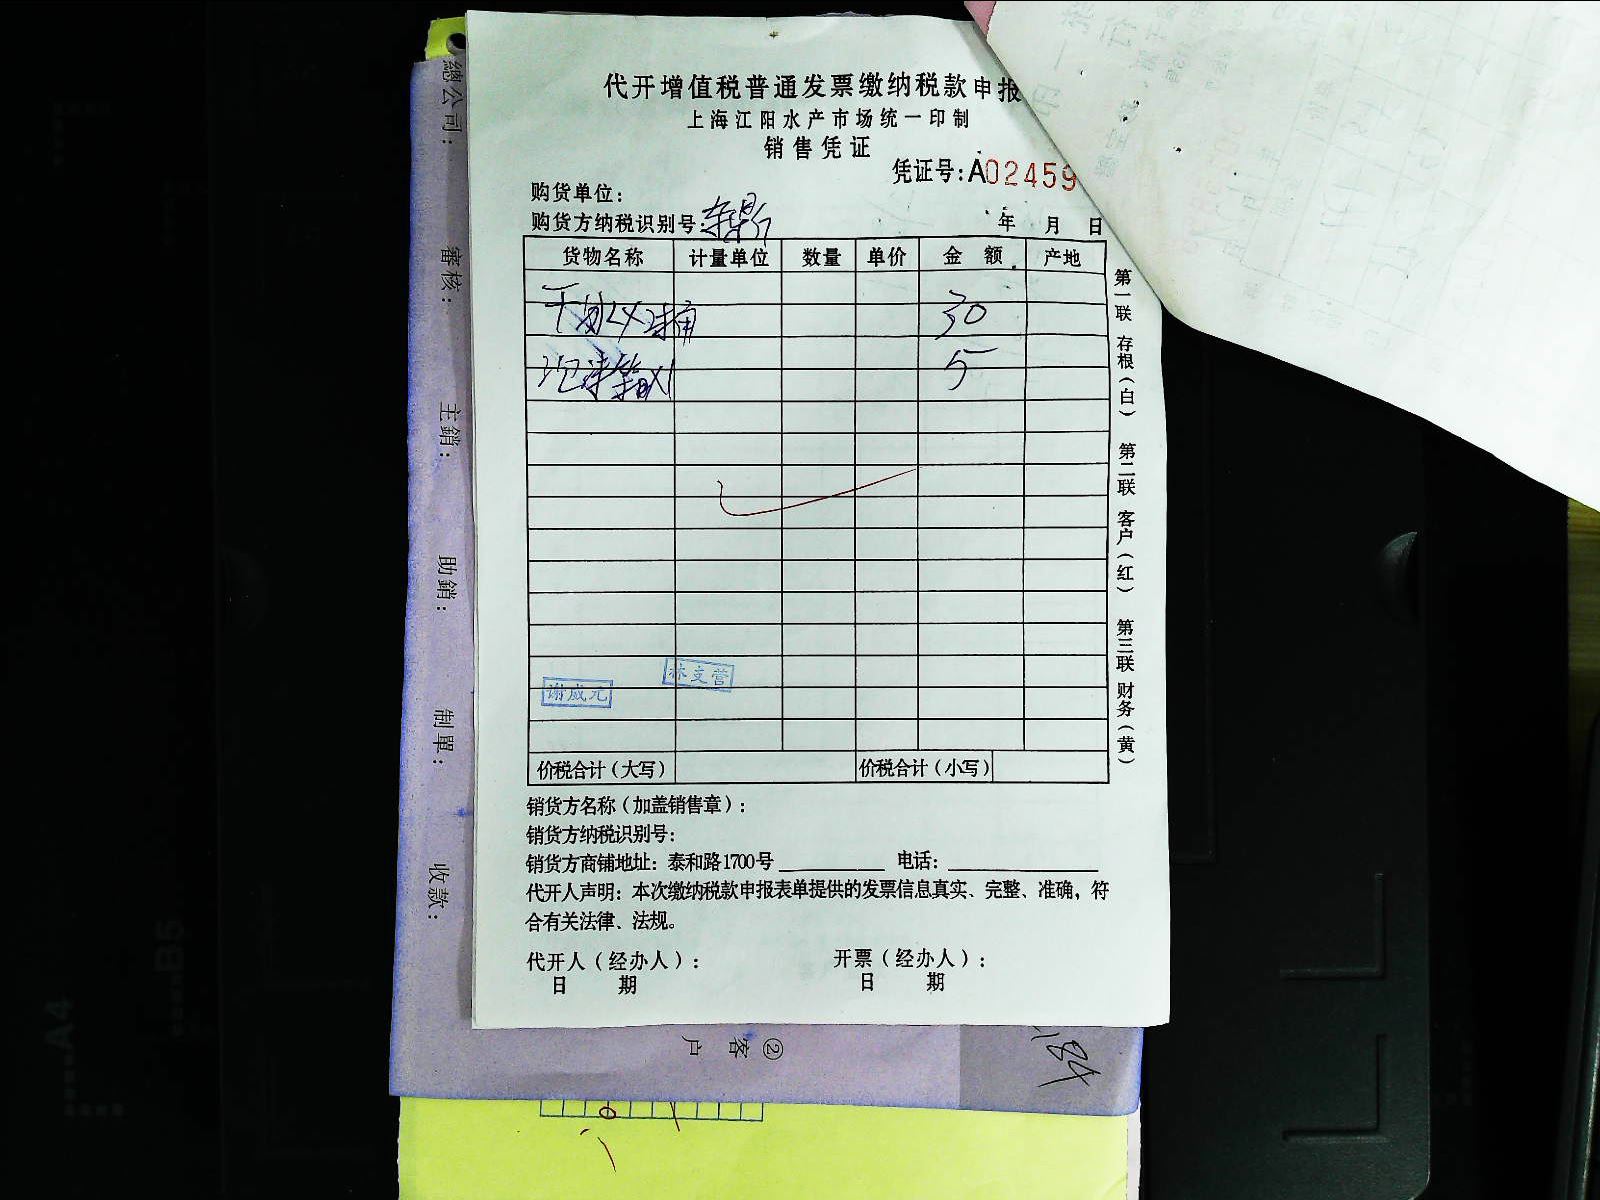 代开增值税普通发票缴纳税款申报
上海江阳水产市场统一印制
销售凭证
凭证号:A02459
购货单位:
购货方纳税识别号:
年 月 日
货物名称 计量单位 数量 单价 金 额 产地
30
5
价税合计(大写) 价税合计(小写)
销货方名称(加盖销售章):
销货方纳税识别号:
销货方商铺地址: 泰和路1700号 电话:
代开人声明: 本次缴纳税款申报表单提供的发票信息真实、完整、准确,符
合有关法律、法规。
代开人(经办人): 开票(经办人):
日 期 日 期
第一联 存根(白) 第二联 客户(红) 第三联 财务(黄)
林文营
谢成元
總公司:
審核:
主銷:
助銷:
制單:
收款:
②客户
184
A4
B5